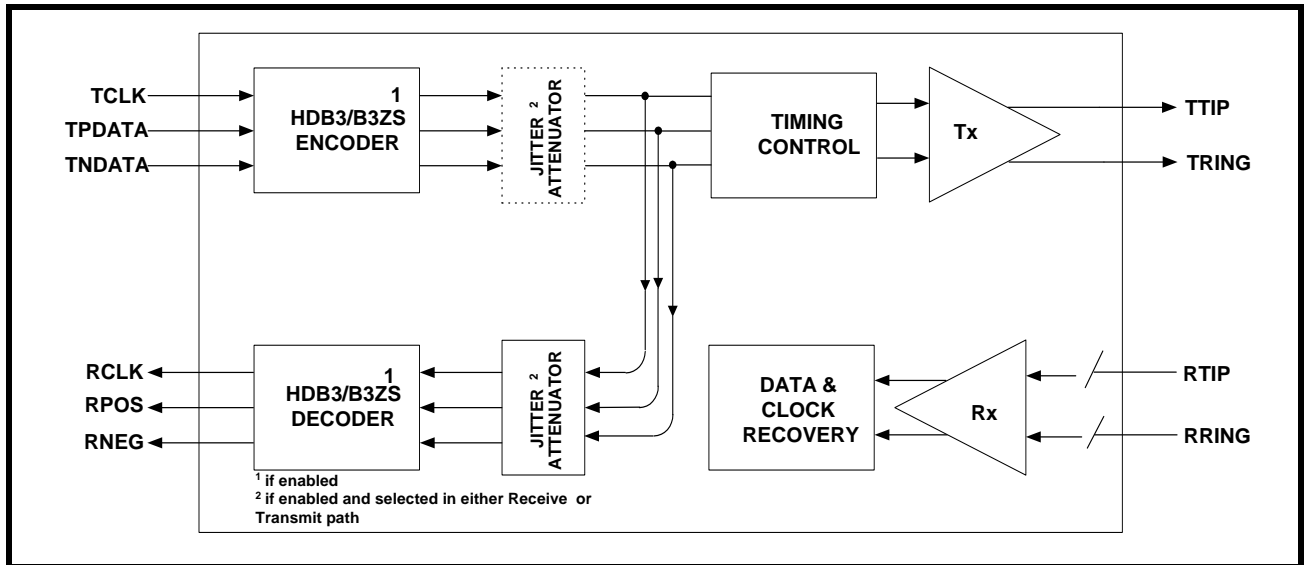 TCLK
TPDATA
TNDATA
1
HDB3/B3ZS
ENCODER
JITTER 2
ATTENUATOR
TIMING
CONTROL
Tx
TTIP
TRING
RCLK
RPOS
RNEG
1
HDB3/B3ZS
DECODER
JITTER 2
ATTENUATOR
DATA &
CLOCK
RECOVERY
Rx
RTIP
RRING
1 if enabled
2 if enabled and selected in either Receive or
Transmit path